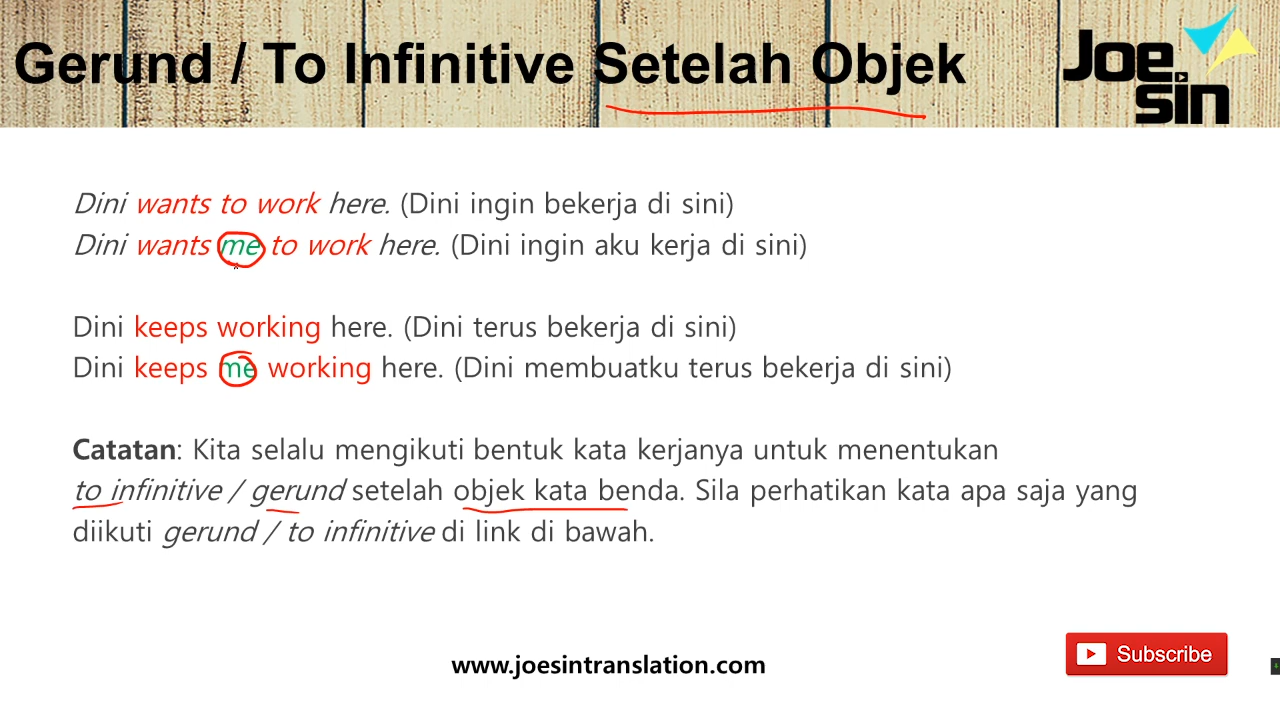 Gerund / To Infinitive Setelah Objek
Joe
sin
Dini wants to work here. (Dini ingin bekerja di sini)
Dini wants me to work here. (Dini ingin aku kerja di sini)
Dini keeps working here. (Dini terus bekerja di sini)
Dini keeps me working here. (Dini membuatku terus bekerja di sini)
Catatan: Kita selalu mengikuti bentuk kata kerjanya untuk menentukan
to infinitive / gerund setelah objek kata benda. Sila perhatikan kata apa saja yang
diikuti gerund / to infinitive di link di bawah.
www.joesintranslation.com
Subscribe